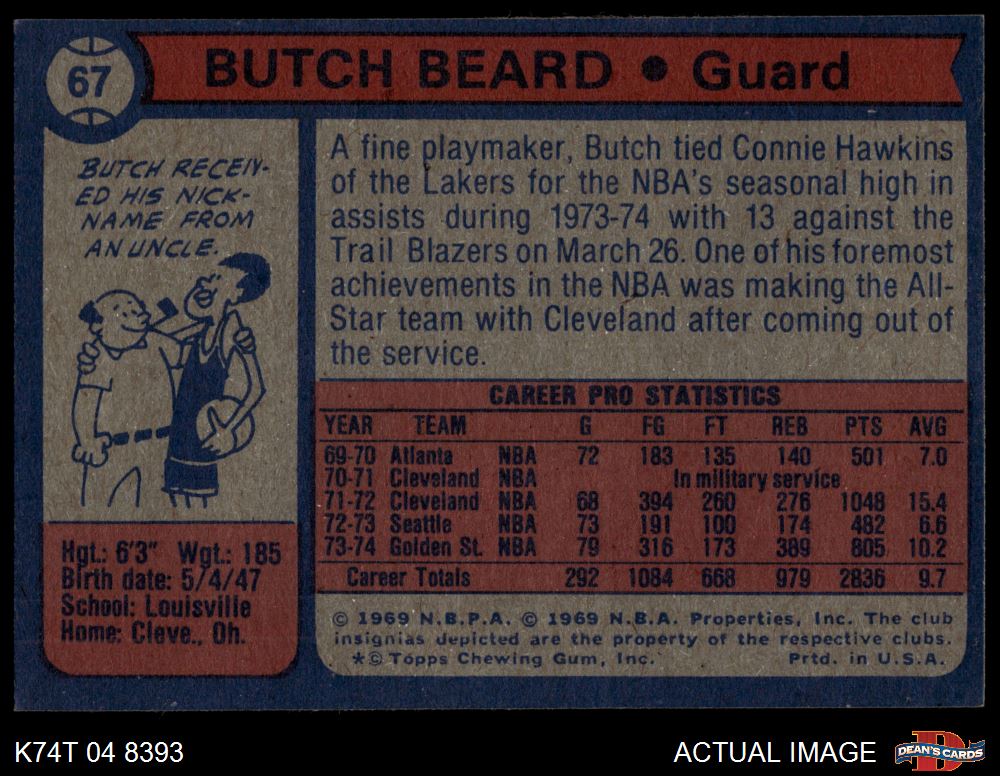 67
BUTCH BEARD • Guard
BUTCH RECEIV-
ED HIS NICK-
NAME FROM
AN UNCLE.
A fine playmaker, Butch tied Connie Hawkins
of the Lakers for the NBA's seasonal high in
assists during 1973-74 with 13 against the
Trail Blazers on March 26. One of his foremost
achievements in the NBA was making the All-
Star team with Cleveland after coming out of
the service.
CAREER PRO STATISTICS
YEAR TEAM G FG FT REB PTS AVG
69-70 Atlanta NBA 72 183 135 140 501 7.0
70-71 Cleveland NBA In military service
71-72 Cleveland NBA 68 394 260 276 1048 15.4
72-73 Seattle NBA 73 191 100 174 482 6.6
73-74 Golden St. NBA 79 316 173 389 805 10.2
Career Totals 292 1084 668 979 2836 9.7
Hgt.: 6'3" Wgt.: 185
Birth date: 5/4/47
School: Louisville
Home: Cleve., Oh.
© 1969 N.B.P.A. © 1969 N.B.A. Properties, Inc. The club
insignias depicted are the property of the respective clubs.
*© Topps Chewing Gum, Inc. Prtd. in U.S.A.
K74T 04 8393
ACTUAL IMAGE
DEAN'S CARDS